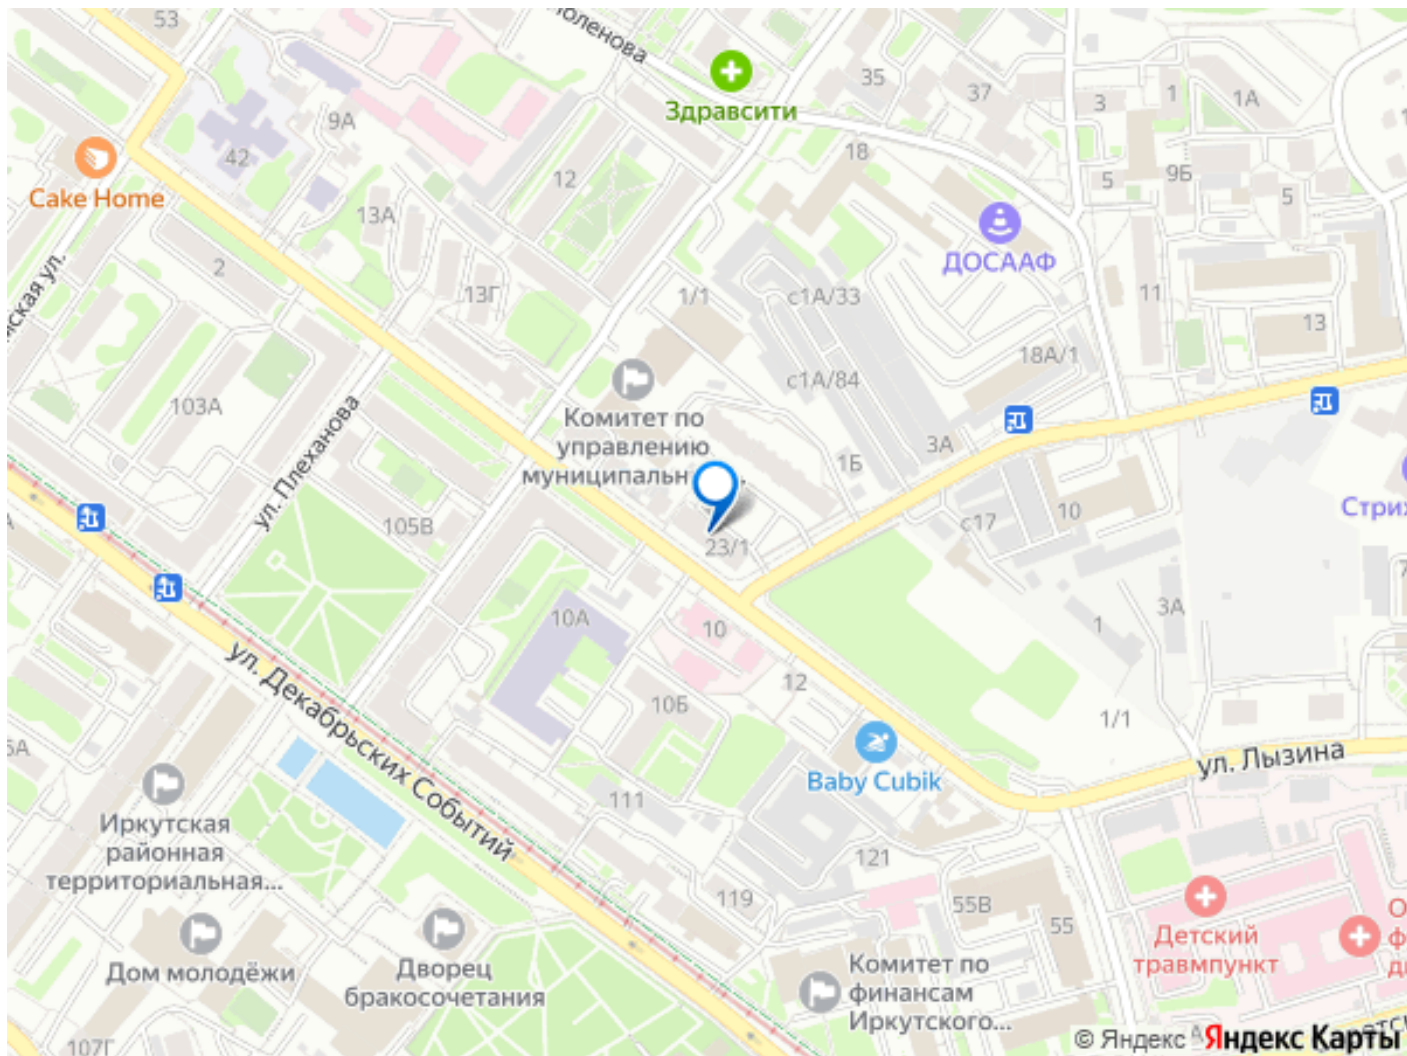 53
поленова
Здравсити
35
37
3
1
1А
9А
42
Cake Home
12
18
5
9Б
5
13А
ДОСААФ
2
мская ул.
13Г
1/1
с1А/33
11
13
18А/1
с1А/84
103А
Комитет по
управлению
муниципальн...
ул. Плеханова
3А
1Б
105В
23/1
с17
10
Стриж
10А
10
1
3А
ул. Декабрьских Событий
10Б
12
1/1
ул. Лызина
Baby Cubik
111
Иркутская
районная
территориальная...
121
119
55В
55
Детский
травмпункт
Дом молодёжи
Дворец
бракосочетания
Комитет по
финансам
Иркутского...
107Г
© Яндекс Яндекс Карты